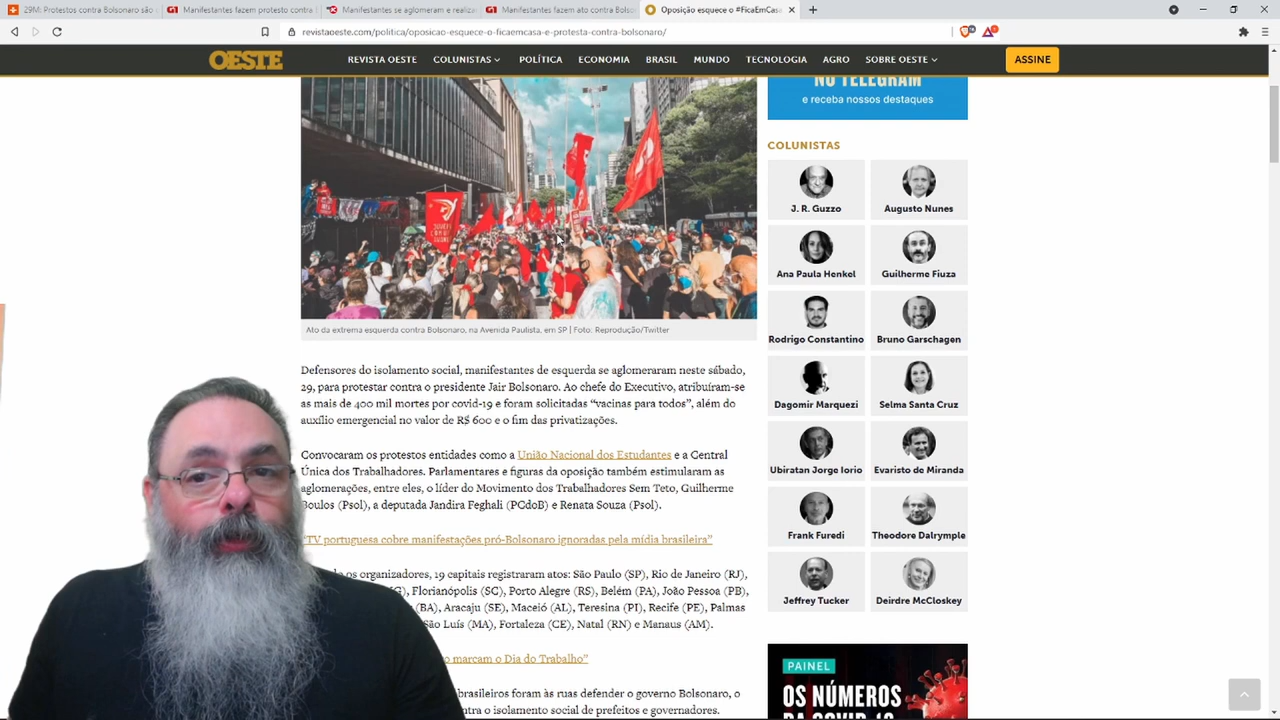 29M: Protestos contra Bolsonaro são
Manifestantes fazem protesto contra
Manifestantes se aglomeram e realiza
Manifestantes fazem ato contra Bolso
Oposição esquece o #FicaEmCasa
revistaoeste.com/politica/oposicao-esquece-o-ficaemcasa-e-protesta-contra-bolsonaro/
OESTE
REVISTA OESTE
COLUNISTAS
POLÍTICA
ECONOMIA
BRASIL
MUNDO
TECNOLOGIA
AGRO
SOBRE OESTE
ASSINE
NO TELEGRAM
e receba nossos destaques
Ato da extrema esquerda contra Bolsonaro, na Avenida Paulista, em SP | Foto: Reprodução/Twitter
Defensores do isolamento social, manifestantes de esquerda se aglomeraram neste sábado,
29, para protestar contra o presidente Jair Bolsonaro. Ao chefe do Executivo, atribuíram-se
as mais de 400 mil mortes por covid-19 e foram solicitadas “vacinas para todos”, além do
auxílio emergencial no valor de R$ 600 e o fim das privatizações.
Convocaram os protestos entidades como a União Nacional dos Estudantes e a Central
Única dos Trabalhadores. Parlamentares e figuras da oposição também estimularam as
aglomerações, entre eles, o líder do Movimento dos Trabalhadores Sem Teto, Guilherme
Boulos (Psol), a deputada Jandira Feghali (PCdoB) e Renata Souza (Psol).
“TV portuguesa cobre manifestações pró-Bolsonaro ignoradas pela mídia brasileira”
os organizadores, 19 capitais registraram atos: São Paulo (SP), Rio de Janeiro (RJ),
Florianópolis (SC), Porto Alegre (RS), Belém (PA), João Pessoa (PB),
(BA), Aracaju (SE), Maceió (AL), Teresina (PI), Recife (PE), Palmas
São Luís (MA), Fortaleza (CE), Natal (RN) e Manaus (AM).
marcam o Dia do Trabalho”
brasileiros foram às ruas defender o governo Bolsonaro, o
o isolamento social de prefeitos e governadores.
COLUNISTAS
J. R. Guzzo
Augusto Nunes
Ana Paula Henkel
Guilherme Fiuza
Rodrigo Constantino
Bruno Garschagen
Dagomir Marquezi
Selma Santa Cruz
Ubiratan Jorge Iorio
Evaristo de Miranda
Frank Furedi
Theodore Dalrymple
Jeffrey Tucker
Deirdre McCloskey
PAINEL
OS NÚMEROS
DA COVID-19